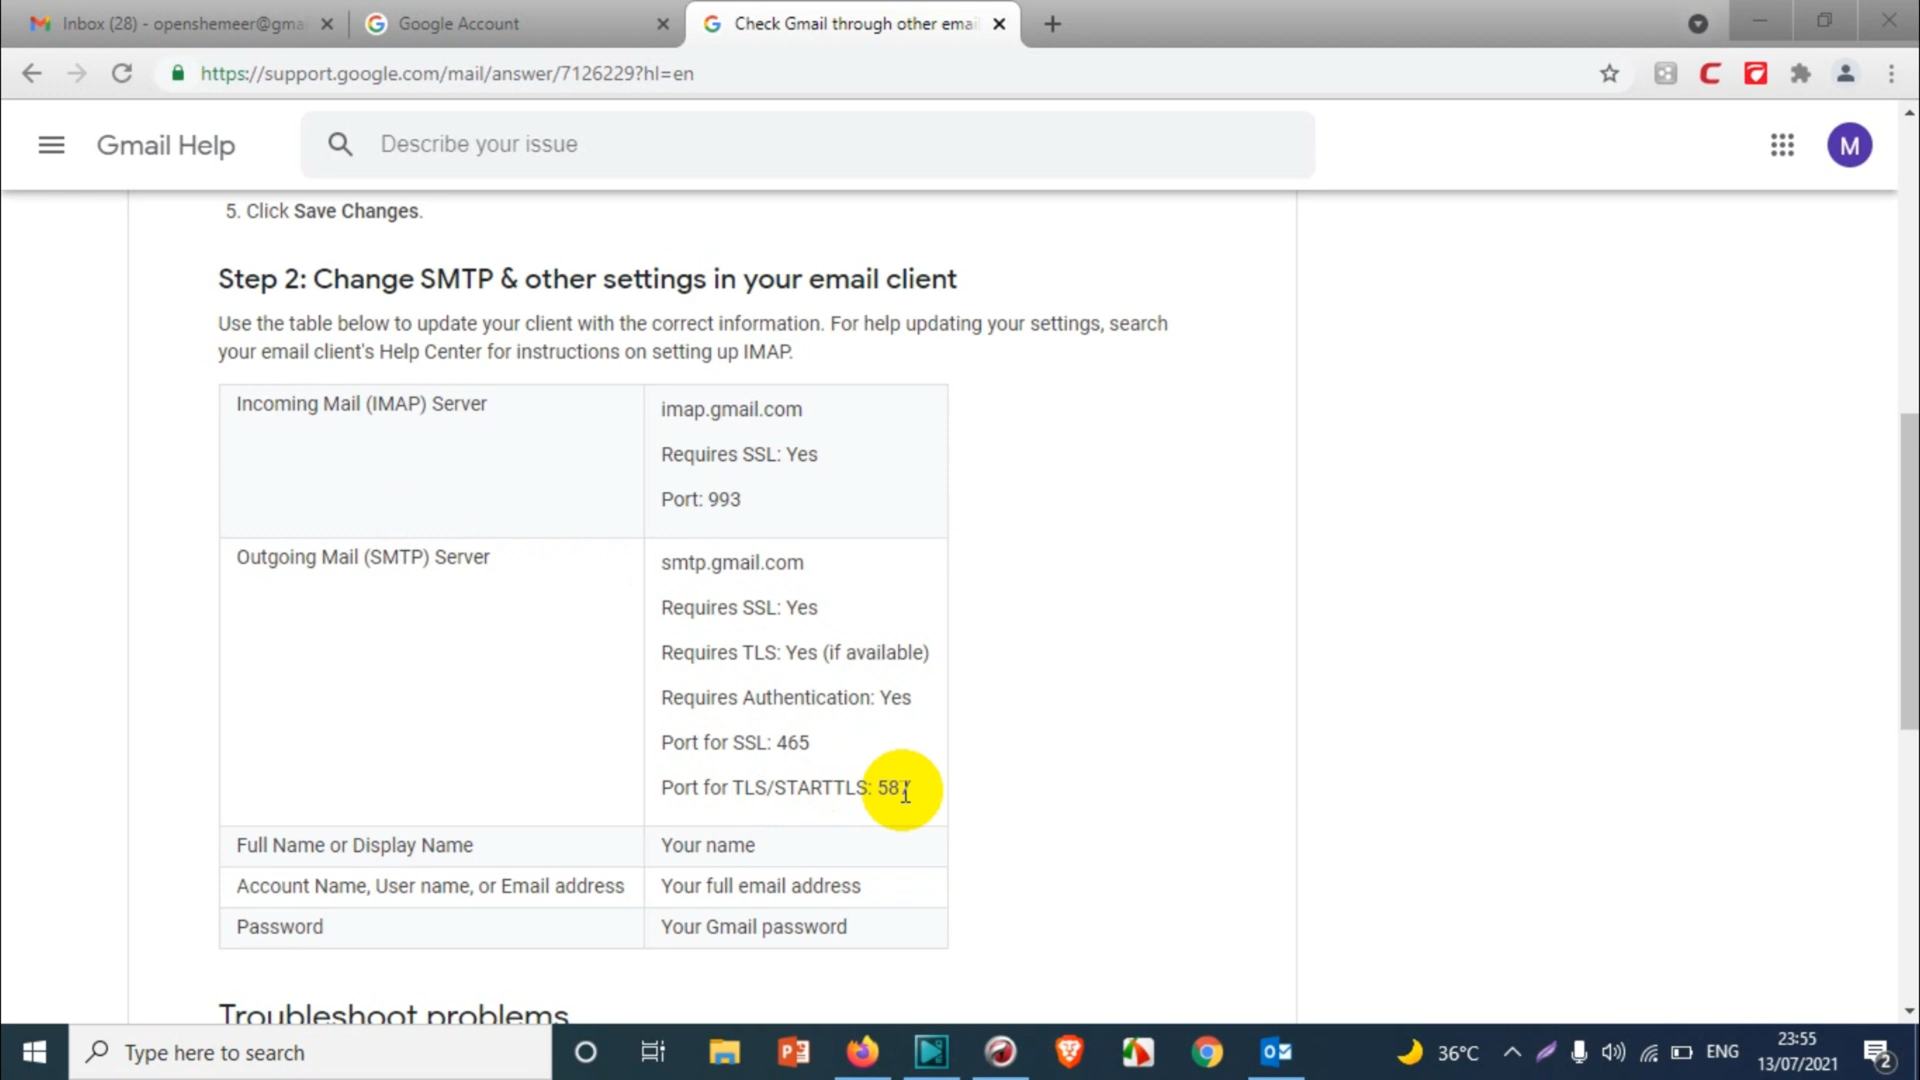 Inbox (28) - openshemeer@gma
Google Account
Check Gmail through other emai
https://support.google.com/mail/answer/7126229?hl=en
Gmail Help
Describe your issue
M
5. Click Save Changes.
Step 2: Change SMTP & other settings in your email client
Use the table below to update your client with the correct information. For help updating your settings, search
your email client's Help Center for instructions on setting up IMAP.
Incoming Mail (IMAP) Server
imap.gmail.com
Requires SSL: Yes
Port: 993
Outgoing Mail (SMTP) Server
smtp.gmail.com
Requires SSL: Yes
Requires TLS: Yes (if available)
Requires Authentication: Yes
Port for SSL: 465
Port for TLS/STARTTLS: 587
Full Name or Display Name
Your name
Account Name, User name, or Email address
Your full email address
Password
Your Gmail password
Troubleshoot problems
Type here to search
36°C
ENG
23:55
13/07/2021
2